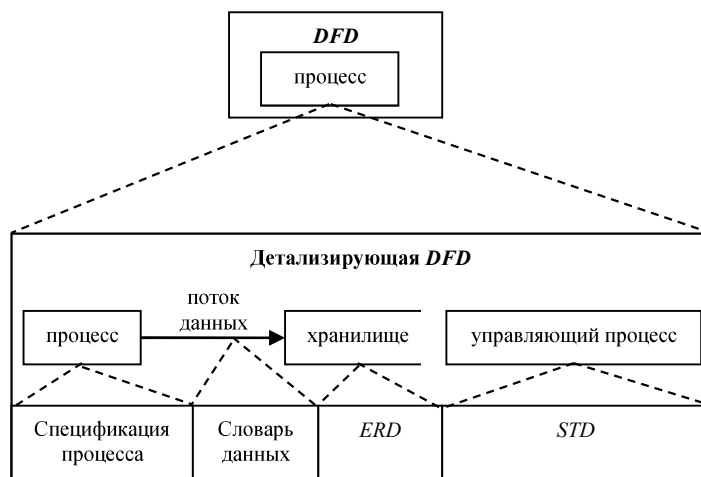 DFD
процесс
Детализирующая DFD
поток
данных
процесс
хранилище
управляющий процесс
Спецификация
процесса
Словарь
данных
ERD
STD